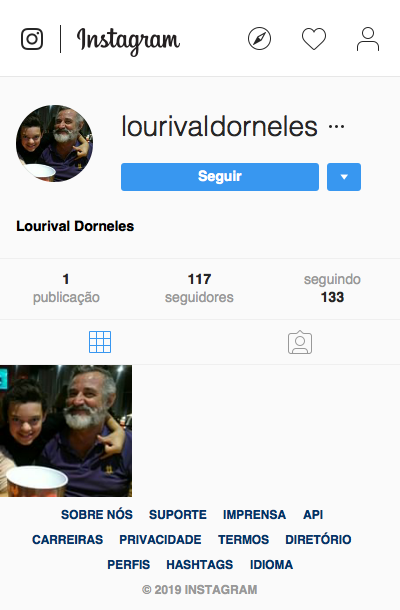 Instagram
lourivaldorneles ...
Seguir
Lourival Dorneles
1 117 seguindo
publicação seguidores 133
SOBRE NÓS SUPORTE IMPRENSA API
CARREIRAS PRIVACIDADE TERMOS DIRETÓRIO
PERFIS HASHTAGS IDIOMA
© 2019 INSTAGRAM